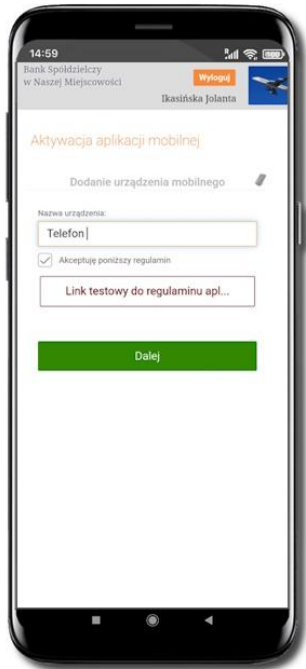 14:59
100
Bank Spółdzielczy
w Naszej Miejscowości
Wyloguj
Ikasińska Jolanta
Aktywacja aplikacji mobilnej
Dodanie urządzenia mobilnego
Nazwa urządzenia:
Telefon
Akceptuję poniższy regulamin
Link testowy do regulaminu apl...
Dalej